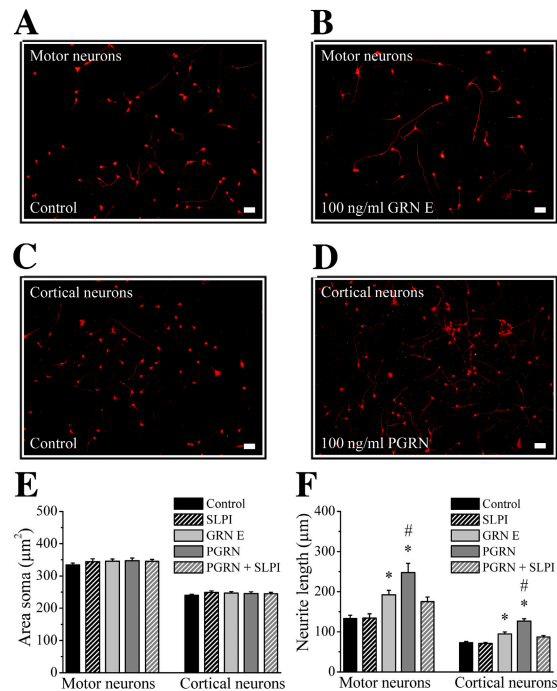 A
Motor neurons
Control
B
Motor neurons
100 ng/ml GRN E
C
Cortical neurons
Control
D
Cortical neurons
100 ng/ml PGRN
E
Area soma (µm²)
500
400
300
200
100
0
Control
SLPI
GRN E
PGRN
PGRN + SLPI
Motor neurons
Cortical neurons
F
Neurite length (µm)
400
300
200
100
0
Control
SLPI
GRN E
PGRN
PGRN + SLPI
*
#
*
*
#
*
Motor neurons
Cortical neurons